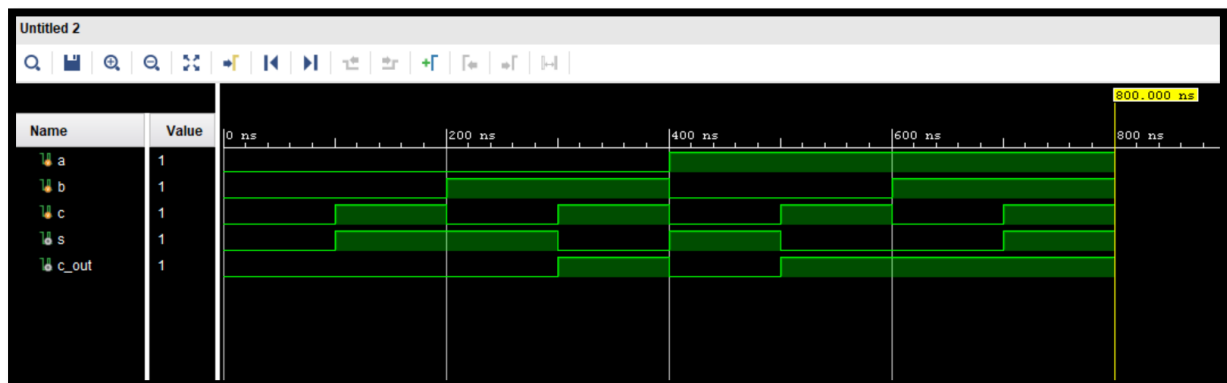 Untitled 2
800.000 ns
Name Value 0 ns 200 ns 400 ns 600 ns 800 ns
a 1
b 1
c 1
s 1
c_out 1